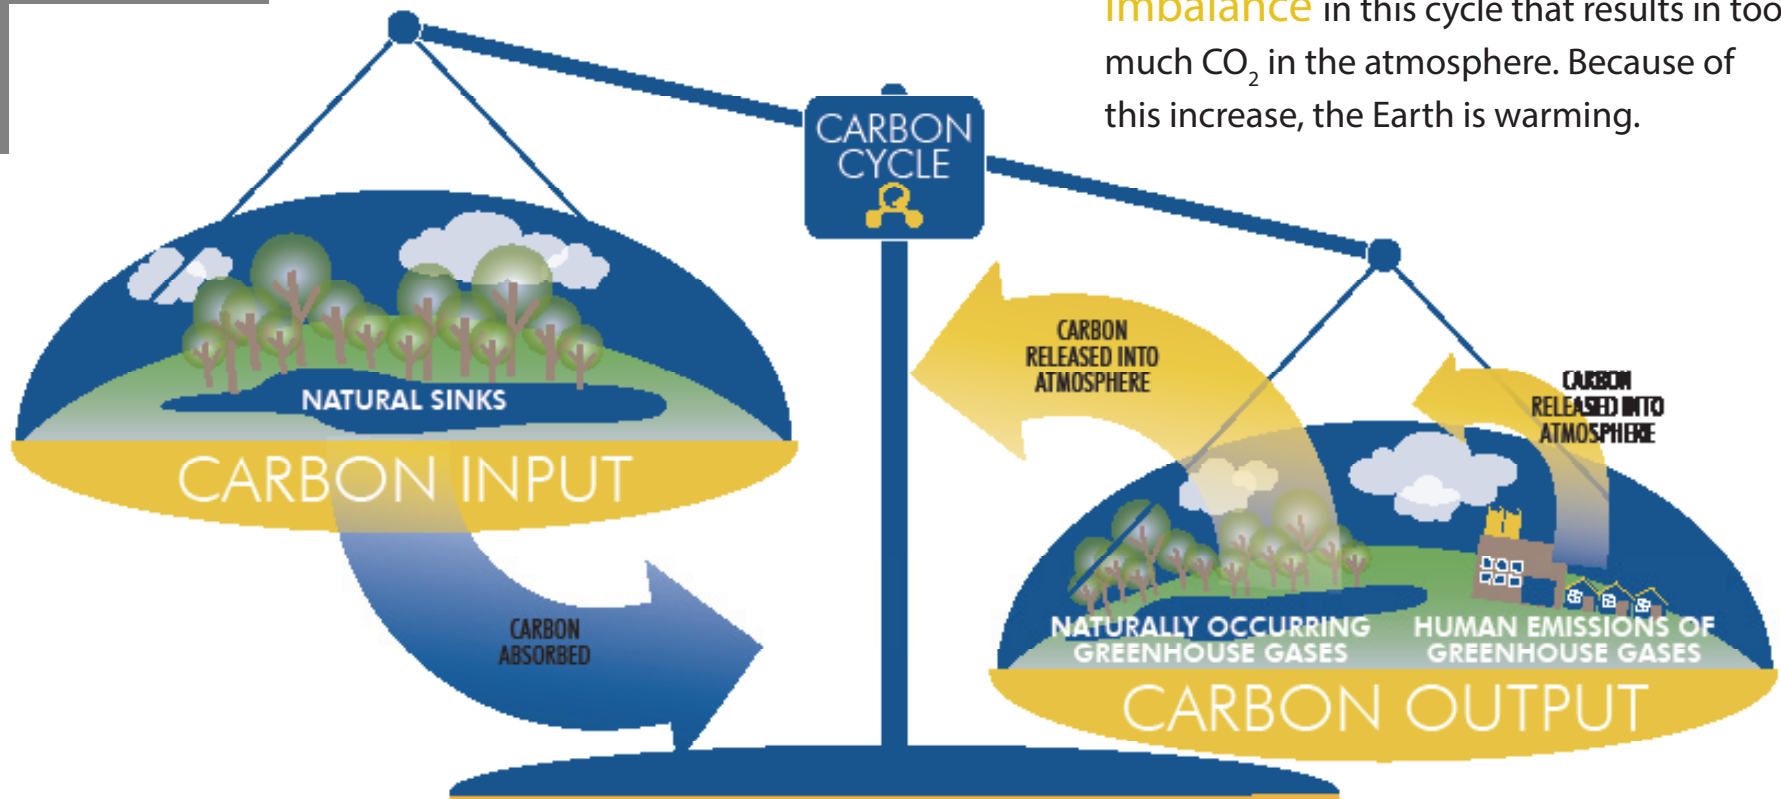 Imbalance in this cycle that results in too
much CO₂ in the atmosphere. Because of
this increase, the Earth is warming.
CARBON
CYCLE
NATURAL SINKS
CARBON INPUT
CARBON
ABSORBED
CARBON
RELEASED INTO
ATMOSPHERE
CARBON
RELEASED INTO
ATMOSPHERE
NATURALLY OCCURRING
GREENHOUSE GASES
HUMAN EMISSIONS OF
GREENHOUSE GASES
CARBON OUTPUT